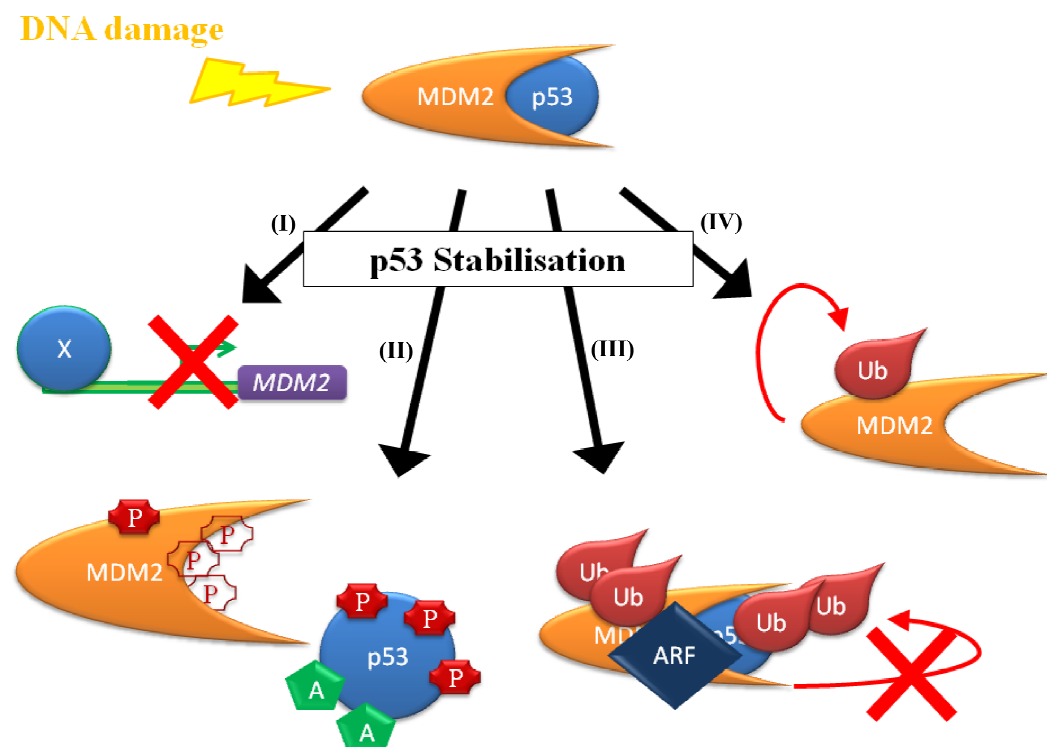 DNA damage
MDM2
p53
(I)
(IV)
p53 Stabilisation
X
MDM2
(II)
(III)
Ub
MDM2
P
P
P
P
MDM2
P
P
p53
P
A
A
Ub
Ub
Ub
Ub
ARF